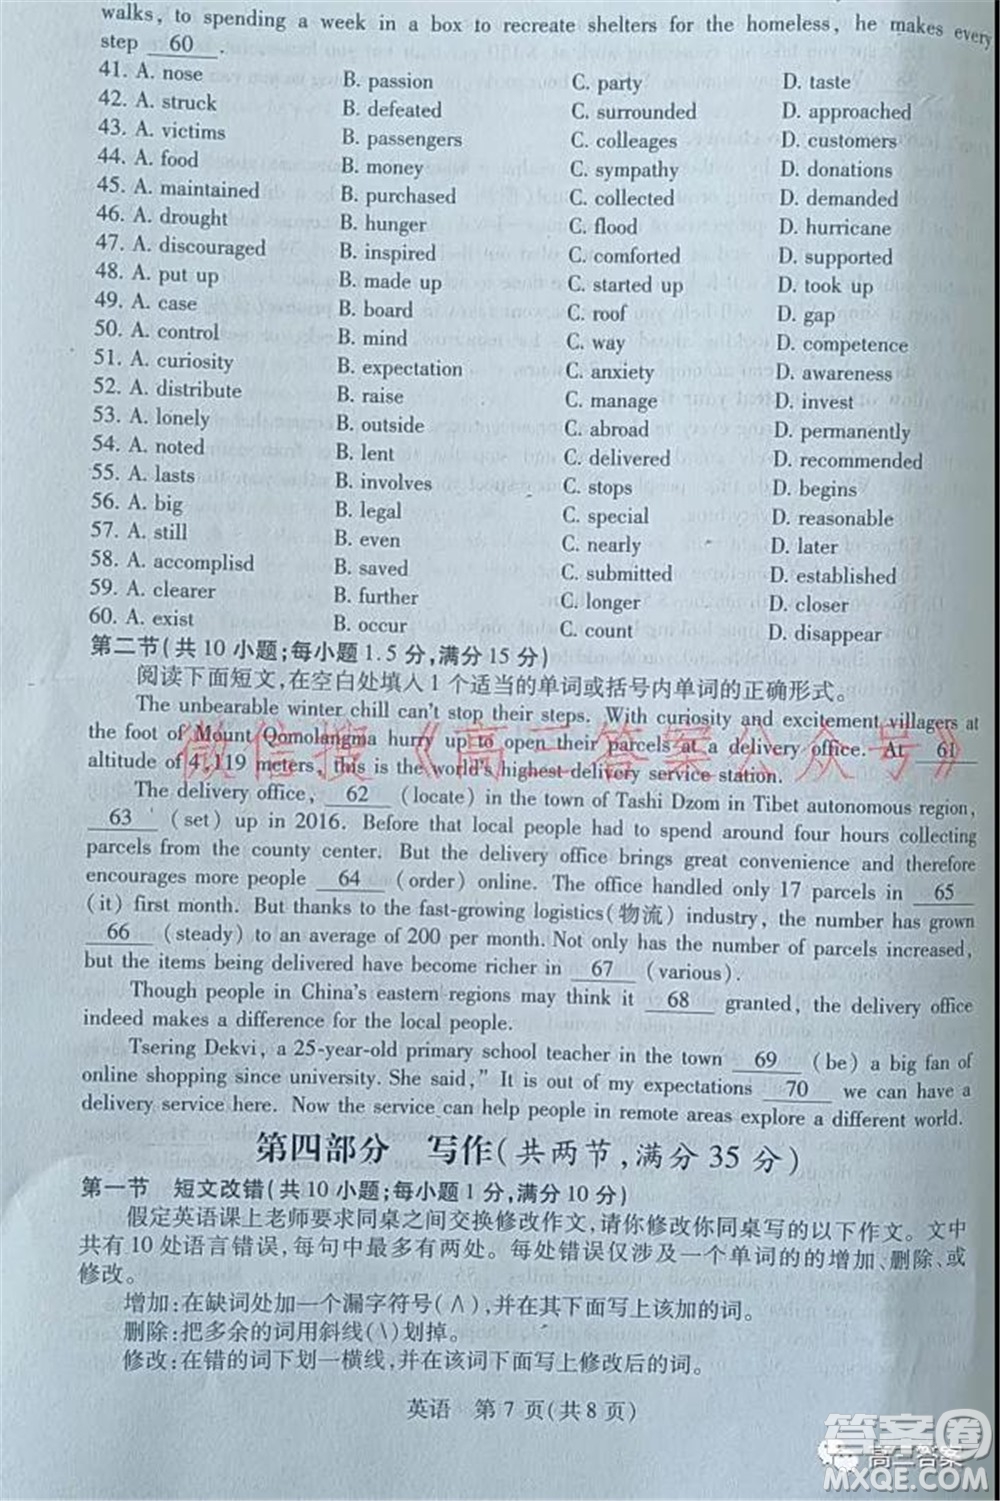 walks, to spending a week in a box to recreate shelters for the homeless, he makes every
step 60 .
41. A. nose B. passion C. party D. taste
42. A. struck B. defeated C. surrounded D. approached
43. A. victims B. passengers C. colleages D. customers
44. A. food B. money C. sympathy D. donations
45. A. maintained B. purchased C. collected D. demanded
46. A. drought B. hunger C. flood D. hurricane
47. A. discouraged B. inspired C. comforted D. supported
48. A. put up B. made up C. started up D. took up
49. A. case B. board C. roof D. gap
50. A. control B. mind C. way D. competence
51. A. curiosity B. expectation C. anxiety D. awareness
52. A. distribute B. raise C. manage D. invest
53. A. lonely B. outside C. abroad D. permanently
54. A. noted B. lent C. delivered D. recommended
55. A. lasts B. involves C. stops D. begins
56. A. big B. legal C. special D. reasonable
57. A. still B. even C. nearly D. later
58. A. accomplisd B. saved C. submitted D. established
59. A. clearer B. further C. longer D. closer
60. A. exist B. occur C. count D. disappear
第二节(共 10 小题;每小题 1.5 分,满分 15 分)
阅读下面短文,在空白处填入 1 个适当的单词或括号内单词的正确形式。
The unbearable winter chill can't stop their steps. With curiosity and excitement villagers at
the foot of Mount Qomolangma hurry up to open their parcels at a delivery office. At 61
altitude of 4,119 meters, this is the world's highest delivery service station.
The delivery office, 62 (locate) in the town of Tashi Dzom in Tibet autonomous region,
63 (set) up in 2016. Before that local people had to spend around four hours collecting
parcels from the county center. But the delivery office brings great convenience and therefore
encourages more people 64 (order) online. The office handled only 17 parcels in 65
(it) first month. But thanks to the fast-growing logistics(物流) industry, the number has grown
66 (steady) to an average of 200 per month. Not only has the number of parcels increased,
but the items being delivered have become richer in 67 (various).
Though people in China's eastern regions may think it 68 granted, the delivery office
indeed makes a difference for the local people.
Tsering Dekvi, a 25-year-old primary school teacher in the town 69 (be) a big fan of
online shopping since university. She said,” It is out of my expectations 70 we can have a
delivery service here. Now the service can help people in remote areas explore a different world.
第四部分 写作(共两节,满分 35 分)
第一节 短文改错(共 10 小题;每小题 1 分,满分 10 分)
假定英语课上老师要求同桌之间交换修改作文,请你修改你同桌写的以下作文。文中
共有 10 处语言错误,每句中最多有两处。每处错误仅涉及一个单词的的增加、删除、或
修改。
增加:在缺词处加一个漏字符号(∧),并在其下面写上该加的词。
删除:把多余的词用斜线(\)划掉。
修改:在错的词下划一横线,并在该词下面写上修改后的词。
英语 第 7 页(共 8 页)
微信搜《高三答案公众号》
答案圈
高三答案
MXQE.COM